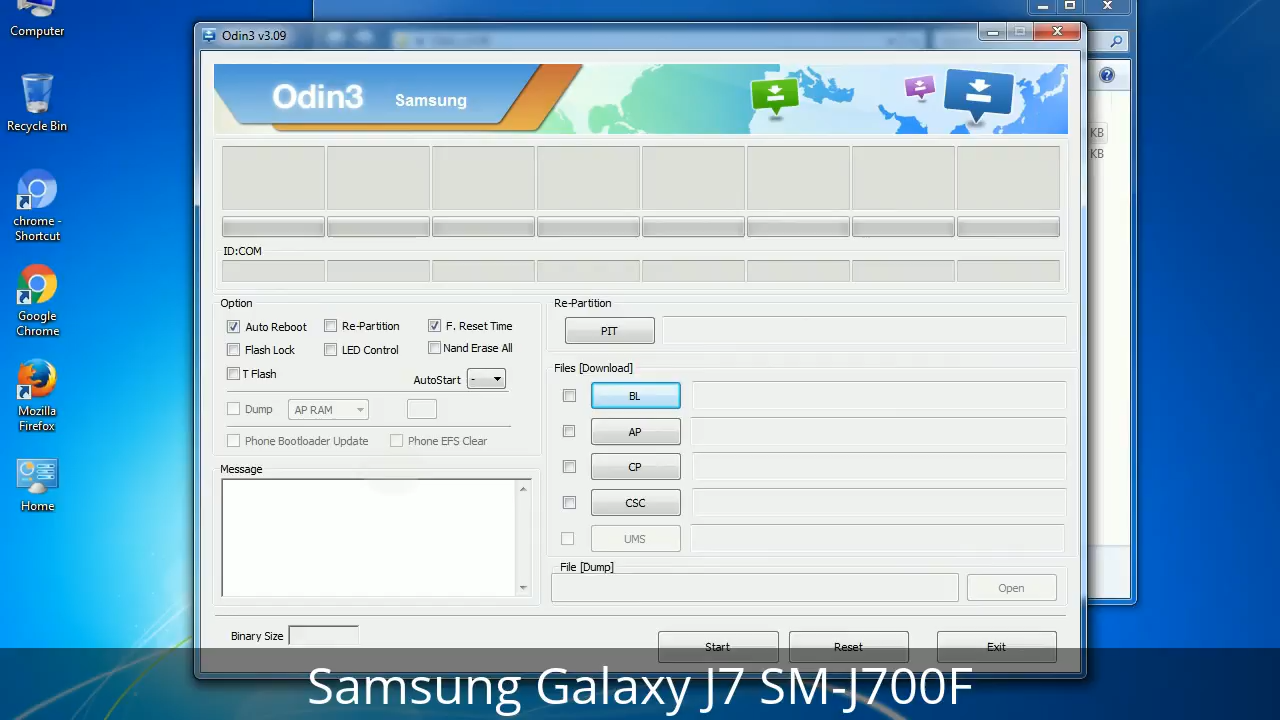 Computer
Recycle Bin
chrome -
Shortcut
Google
Chrome
Mozilla
Firefox
Home
Odin3 v3.09
Odin3 Samsung
KB
KB
ID:COM
Option
Auto Reboot Re-Partition F. Reset Time
Flash Lock LED Control Nand Erase All
T Flash
AutoStart -
Dump AP RAM
Phone Bootloader Update Phone EFS Clear
Message
Binary Size
Re-Partition
PIT
Files [Download]
BL
AP
CP
CSC
UMS
File [Dump]
Open
Start Reset Exit
Samsung Galaxy J7 SM-J700F